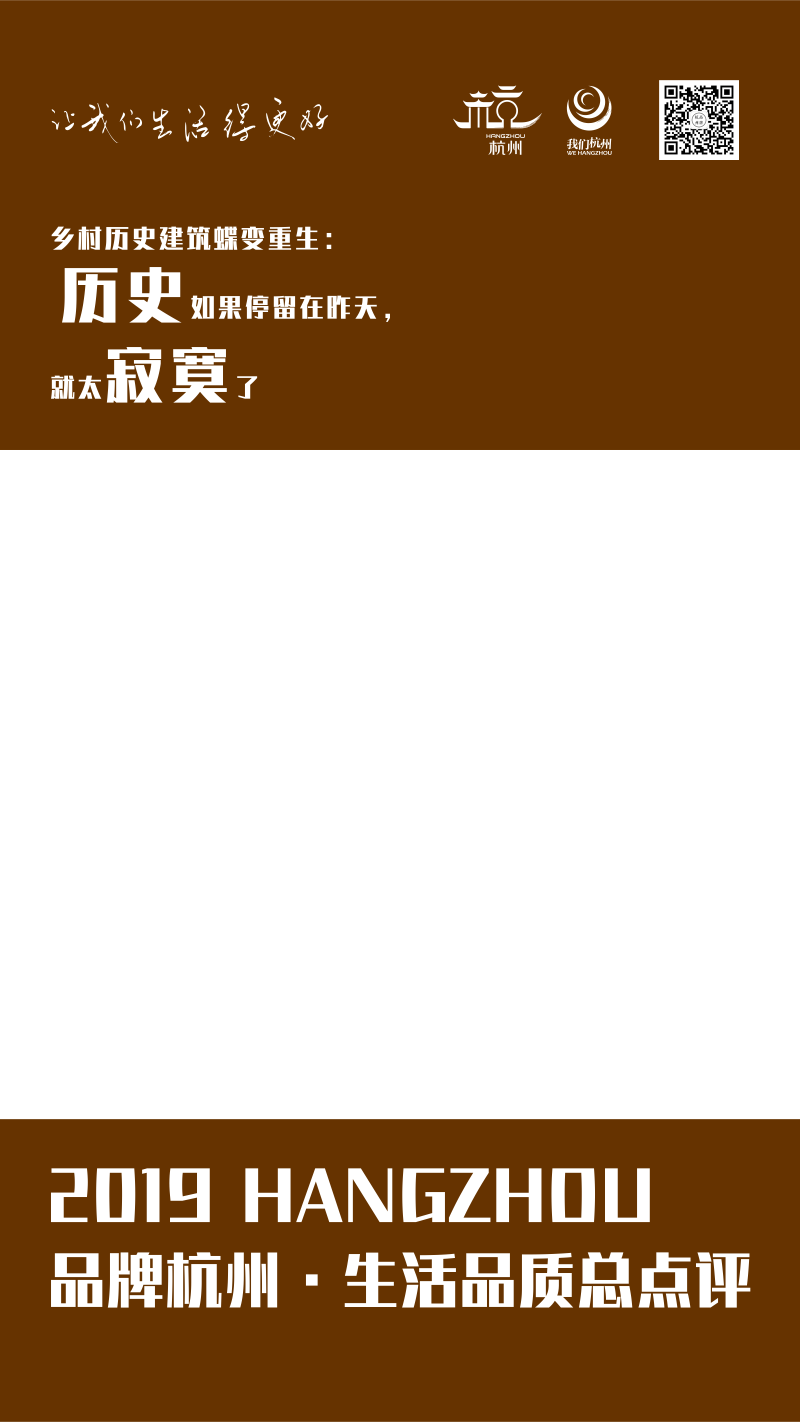 让我们生活得更好
杭
HANGZHOU
杭州
我们杭州
WE HANGZHOU
乡村历史建筑蝶变重生：
历史如果停留在昨天，
就太寂寞了
2019 HANGZHOU
品牌杭州·生活品质总点评